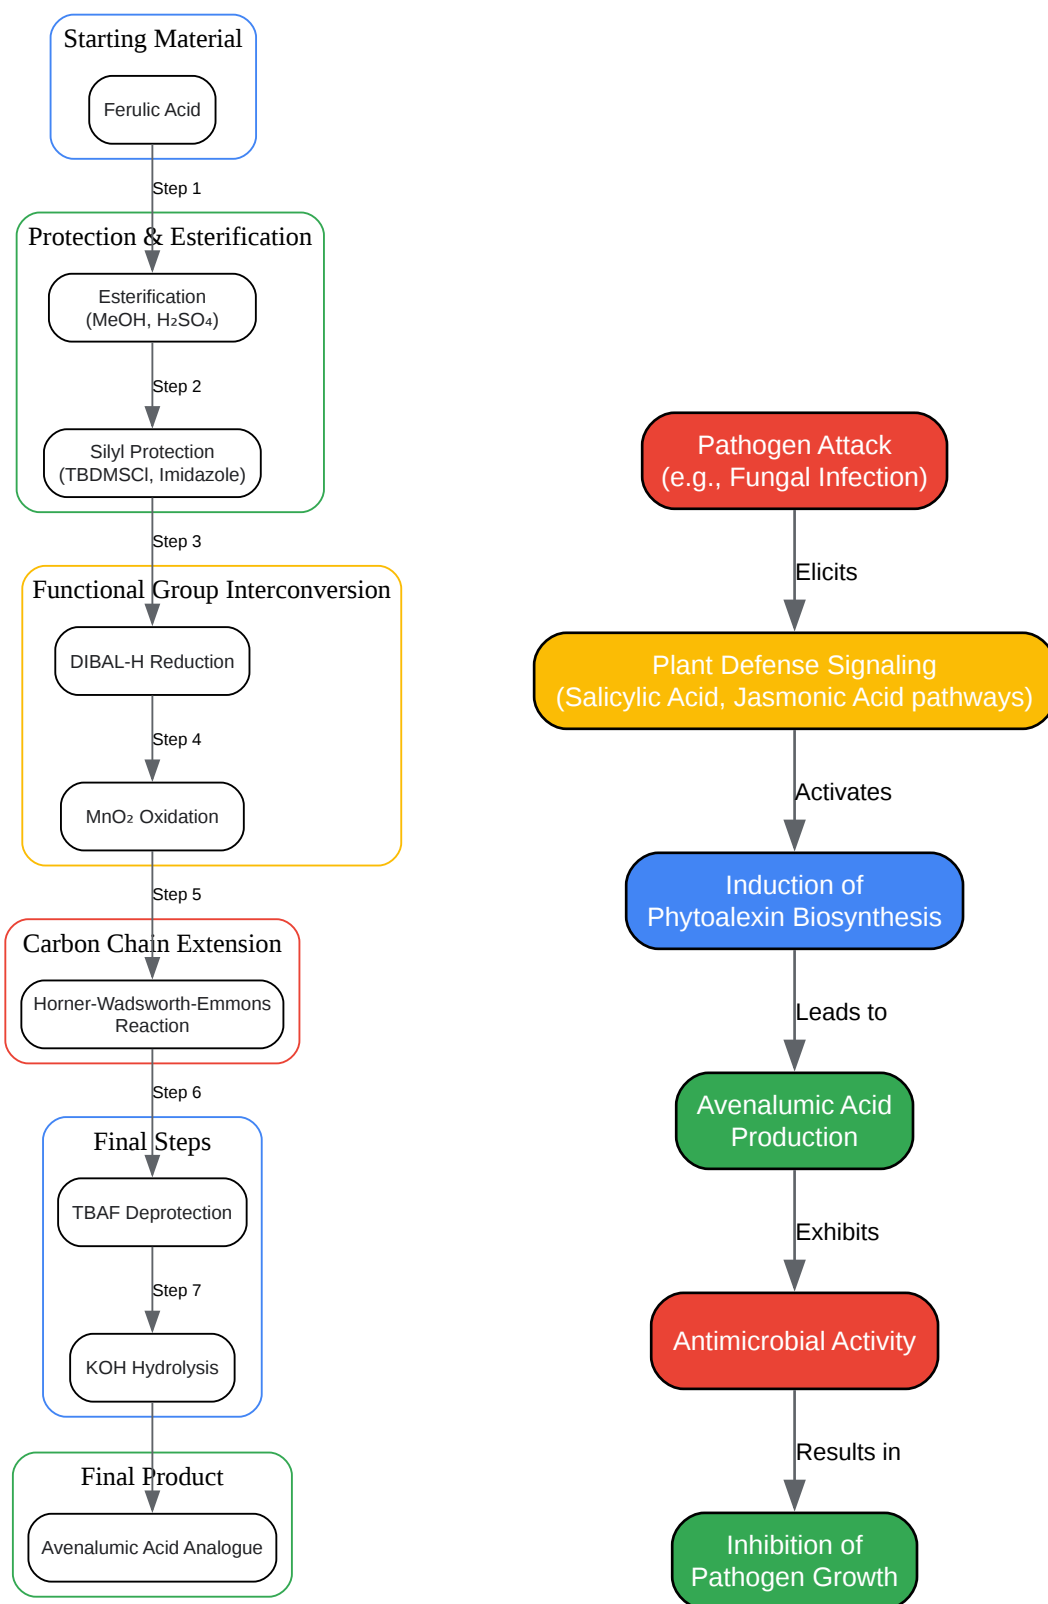 Starting Material
Ferulic Acid
Step 1
Protection & Esterification
Esterification
(MeOH, H₂SO₄)
Step 2
Silyl Protection
(TBDMSCl, Imidazole)
Step 3
Functional Group Interconversion
DIBAL-H Reduction
Step 4
MnO₂ Oxidation
Step 5
Carbon Chain Extension
Horner-Wadsworth-Emmons
Reaction
Step 6
Final Steps
TBAF Deprotection
Step 7
KOH Hydrolysis
Final Product
Avenalumic Acid Analogue
Pathogen Attack
(e.g., Fungal Infection)
Elicits
Plant Defense Signaling
(Salicylic Acid, Jasmonic Acid pathways)
Activates
Induction of
Phytoalexin Biosynthesis
Leads to
Avenalumic Acid
Production
Exhibits
Antimicrobial Activity
Results in
Inhibition of
Pathogen Growth